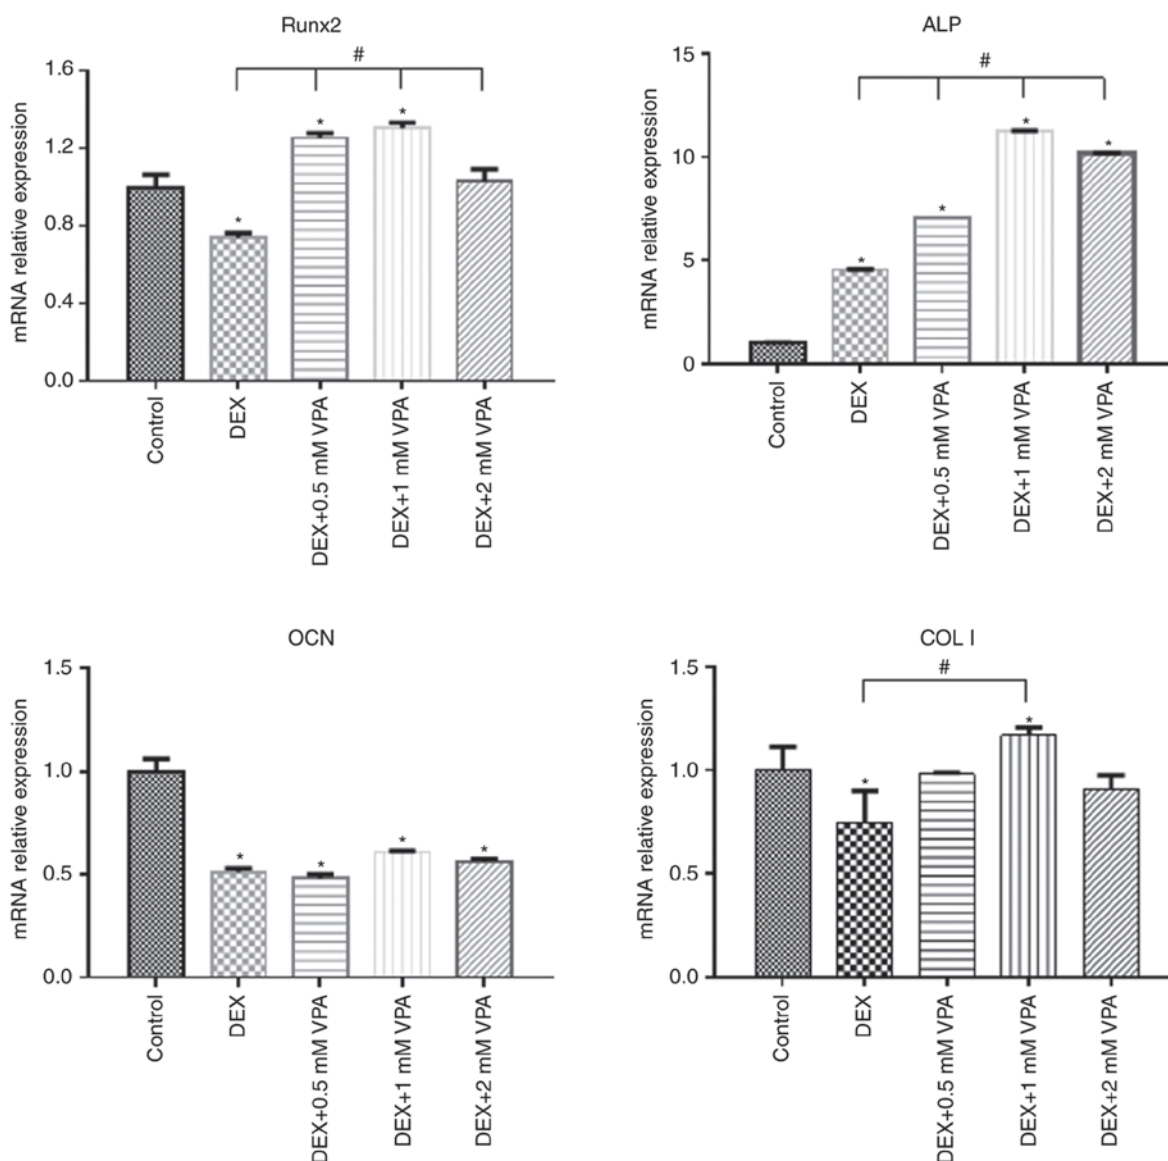 Runx2
#
mRNA relative expression
1.6
1.2
0.8
0.4
0.0
*
*
*
Control
DEX
DEX+0.5 mM VPA
DEX+1 mM VPA
DEX+2 mM VPA
ALP
#
mRNA relative expression
15
10
5
0
*
*
*
*
Control
DEX
DEX+0.5 mM VPA
DEX+1 mM VPA
DEX+2 mM VPA
OCN
mRNA relative expression
1.5
1.0
0.5
0.0
*
*
*
*
Control
DEX
DEX+0.5 mM VPA
DEX+1 mM VPA
DEX+2 mM VPA
COL I
#
mRNA relative expression
1.5
1.0
0.5
0.0
*
*
Control
DEX
DEX+0.5 mM VPA
DEX+1 mM VPA
DEX+2 mM VPA